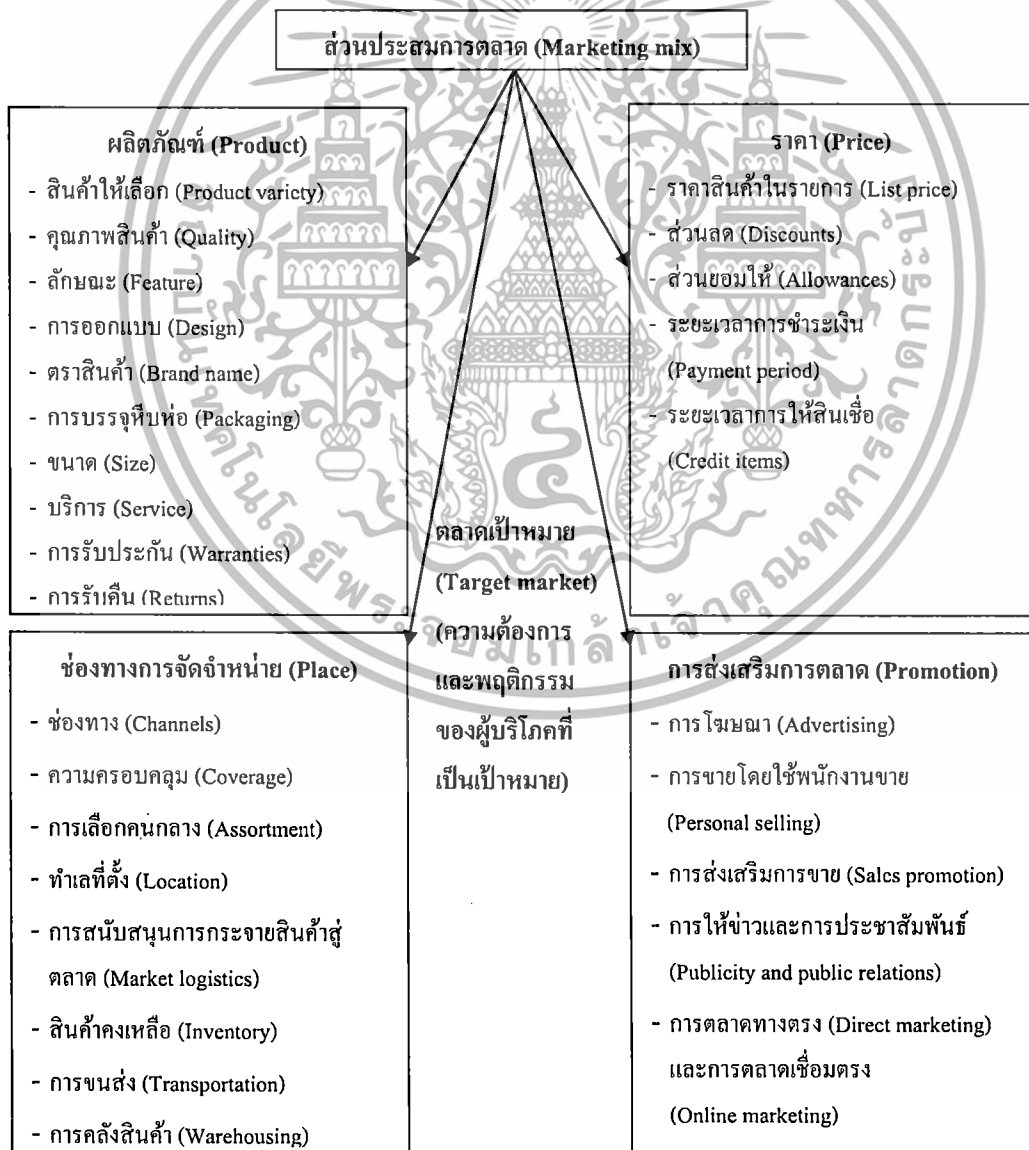 ส่วนประสมการตลาด (Marketing mix)
ผลิตภัณฑ์ (Product)
- สินค้าให้เลือก (Product variety)
- คุณภาพสินค้า (Quality)
- ลักษณะ (Feature)
- การออกแบบ (Design)
- ตราสินค้า (Brand name)
- การบรรจุหีบห่อ (Packaging)
- ขนาด (Size)
- บริการ (Service)
- การรับประกัน (Warranties)
- การรับคืน (Returns)
ราคา (Price)
- ราคาสินค้าในรายการ (List price)
- ส่วนลด (Discounts)
- ส่วนยอมให้ (Allowances)
- ระยะเวลาการชำระเงิน
(Payment period)
- ระยะเวลาการให้สินเชื่อ
(Credit items)
ตลาดเป้าหมาย
(Target market)
(ความต้องการ
และพฤติกรรม
ของผู้บริโภคที่
เป็นเป้าหมาย)
ช่องทางการจัดจำหน่าย (Place)
- ช่องทาง (Channels)
- ความครอบคลุม (Coverage)
- การเลือกคนกลาง (Assortment)
- ทำเลที่ตั้ง (Location)
- การสนับสนุนการกระจายสินค้าสู่
ตลาด (Market logistics)
- สินค้าคงเหลือ (Inventory)
- การขนส่ง (Transportation)
- การคลังสินค้า (Warehousing)
การส่งเสริมการตลาด (Promotion)
- การโฆษณา (Advertising)
- การขายโดยใช้พนักงานขาย
(Personal selling)
- การส่งเสริมการขาย (Sales promotion)
- การให้ข่าวและการประชาสัมพันธ์
(Publicity and public relations)
- การตลาดทางตรง (Direct marketing)
และการตลาดเชื่อมตรง
(Online marketing)